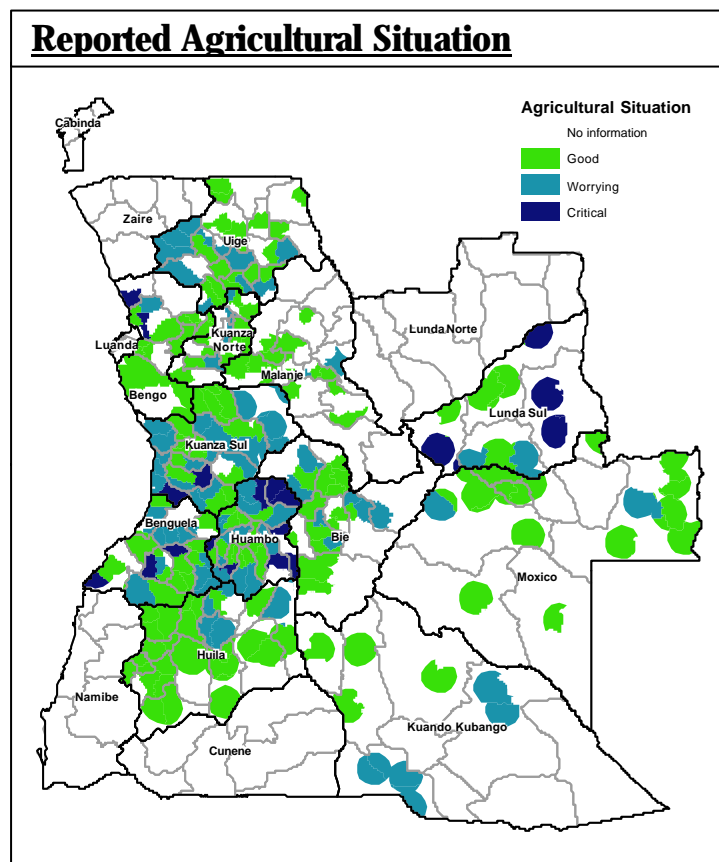 Reported Agricultural Situation
Agricultural Situation
No information
Good
Worrying
Critical
Cabinda
Zaire
Uige
Luanda
Kuanza
Norte
Lunda Norte
Malanje
Bengo
Lunda Sul
Kuanza Sul
Benguela
Huambo
Bie
Moxico
Huila
Namibe
Kuando Kubango
Cunene